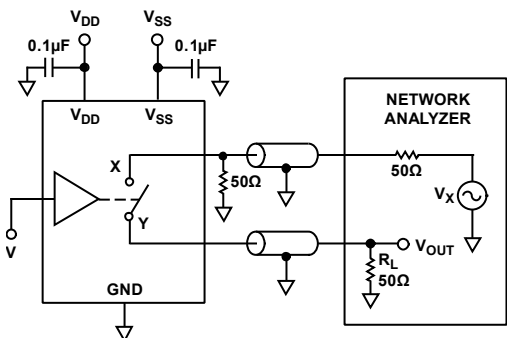 VDD
VSS
0.1µF
0.1µF
VDD
VSS
NETWORK
ANALYZER
X
50Ω
50Ω
VX
Y
V
VOUT
RL
50Ω
GND